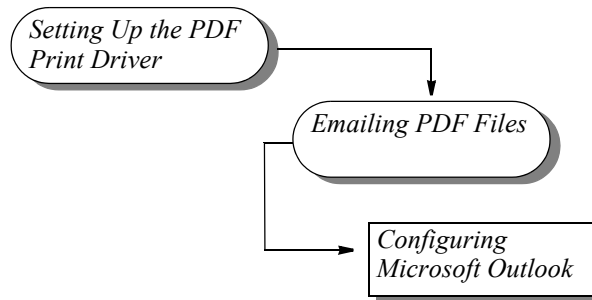 Setting Up the PDF
Print Driver
Emailing PDF Files
Configuring
Microsoft Outlook